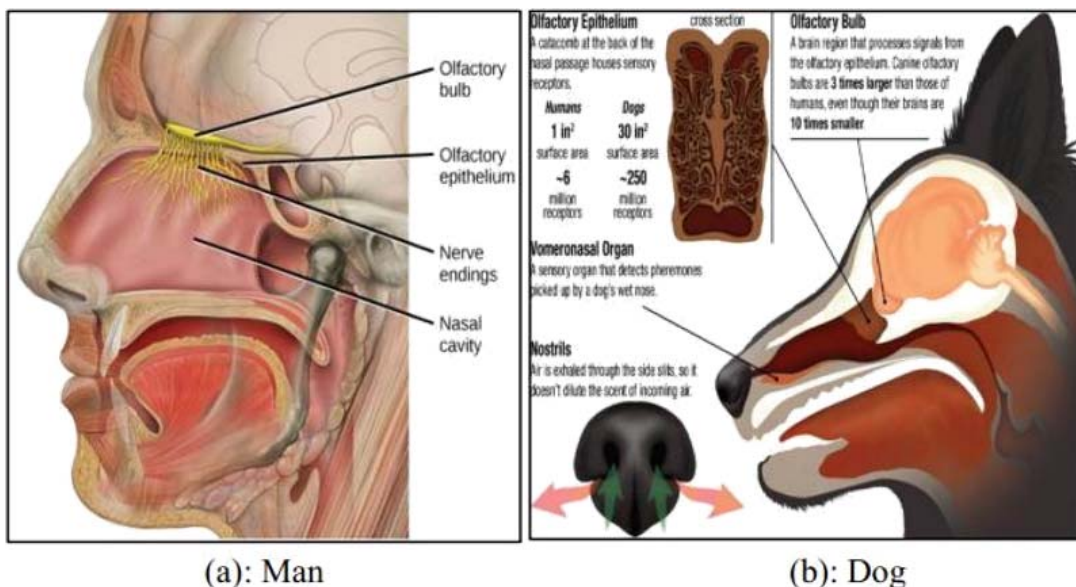 Olfactory
bulb
Olfactory
epithelium
Nerve
endings
Nasal
cavity
(a): Man
Olfactory Epithelium
A catacomb at the back of the
nasal passage houses sensory
receptors.
Humans Dogs
1 in² 30 in²
surface area surface area
~6 ~250
million million
receptors receptors
cross section
Olfactory Bulb
A brain region that processes signals from
the olfactory epithelium. Canine olfactory
bulbs are 3 times larger than those of
humans, even though their brains are
10 times smaller.
Vomeronasal Organ
A sensory organ that detects pheremones
picked up by a dog's wet nose.
Nostrils
Air is exhaled through the side slits, so it
doesn't dilute the scent of incoming air.
(b): Dog